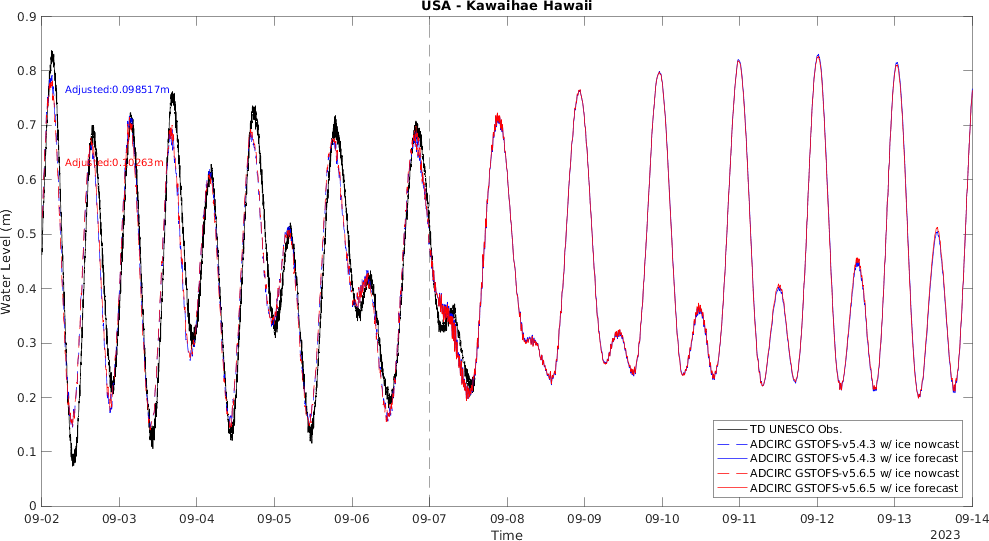 USA - Kawaihae Hawaii
0.9
0.8
0.7
0.6
0.5
0.4
0.3
0.2
0.1
0
Water Level (m)
Adjusted:0.098517m
Adjusted:0.10263m
TD UNESCO Obs.
ADCIRC GSTOFS-v5.4.3 w/ ice nowcast
ADCIRC GSTOFS-v5.4.3 w/ ice forecast
ADCIRC GSTOFS-v5.6.5 w/ ice nowcast
ADCIRC GSTOFS-v5.6.5 w/ ice forecast
09-02 09-03 09-04 09-05 09-06 09-07 09-08 09-09 09-10 09-11 09-12 09-13 09-14
Time
2023